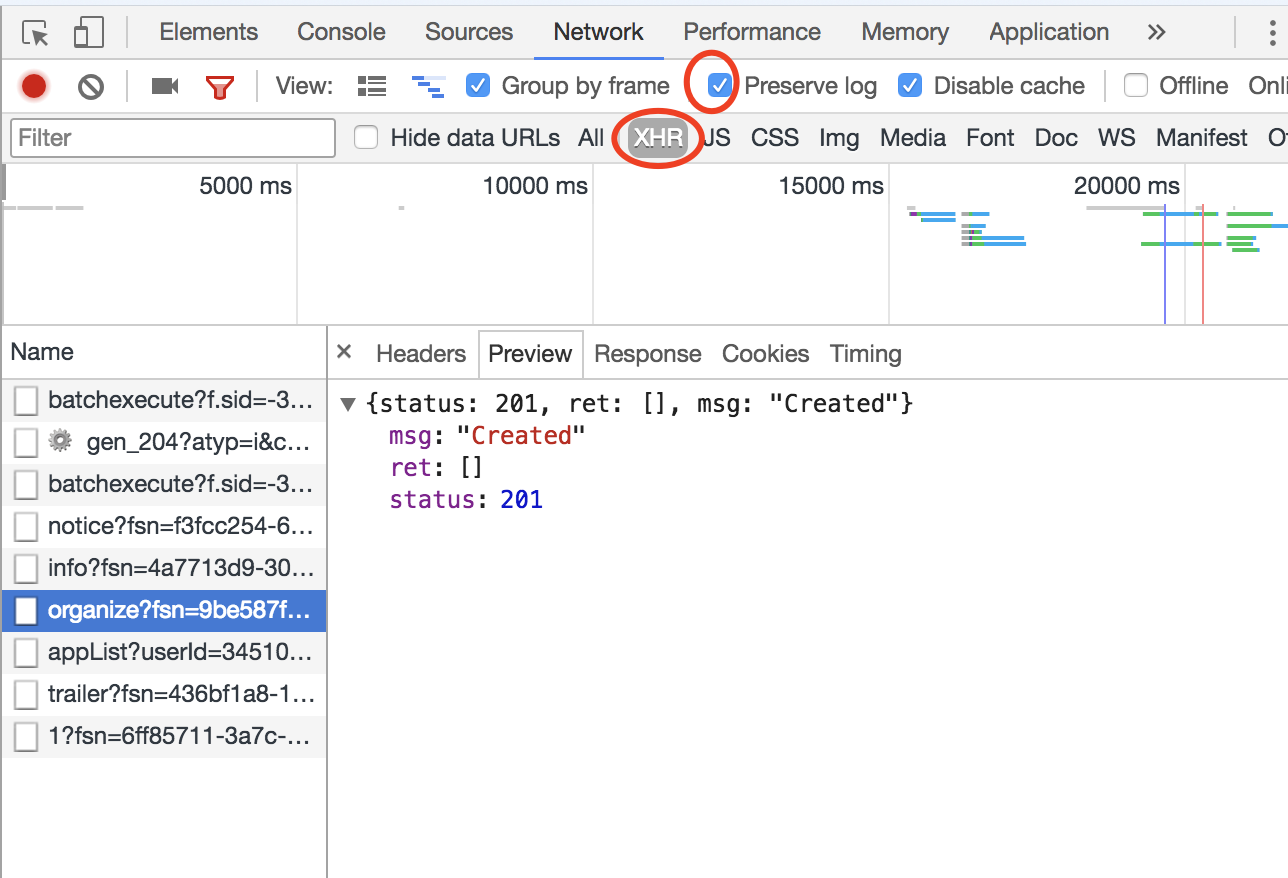 Elements Console Sources Network Performance Memory Application »
View: Group by frame Preserve log Disable cache Offline Onli
Filter Hide data URLs All XHR JS CSS Img Media Font Doc WS Manifest O
5000 ms 10000 ms 15000 ms 20000 ms
Name
× Headers Preview Response Cookies Timing
batchexecute?f.sid=-3...
gen_204?atyp=i&c...
batchexecute?f.sid=-3...
notice?fsn=f3fcc254-6...
info?fsn=4a7713d9-30...
organize?fsn=9be587f...
appList?userId=34510...
trailer?fsn=436bf1a8-1...
1?fsn=6ff85711-3a7c-...
▼ {status: 201, ret: [], msg: "Created"}
msg: "Created"
ret: []
status: 201